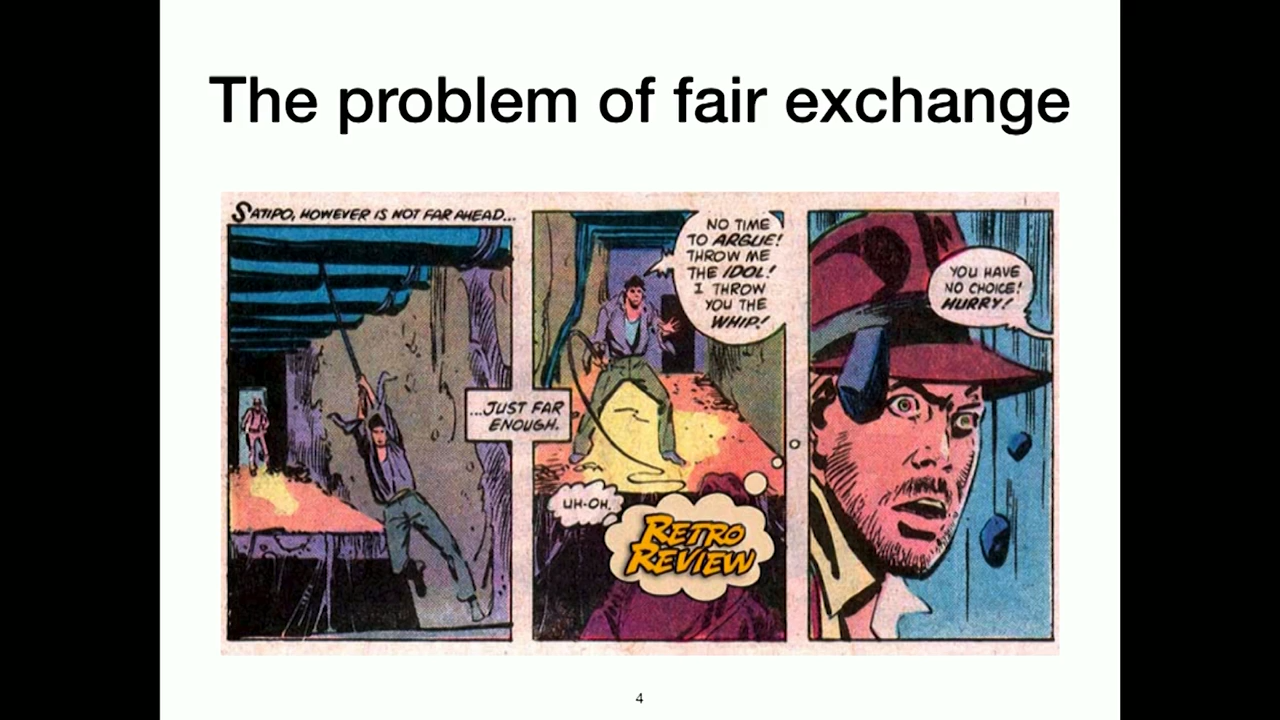 The problem of fair exchange
SATIPO, HOWEVER IS NOT FAR AHEAD...
...JUST FAR
ENOUGH.
NO TIME
TO ARGUE!
THROW ME
THE IDOL!
I THROW
YOU THE
WHIP!
UH-OH.
RETRO
REVIEW
YOU HAVE
NO CHOICE!
HURRY!
4